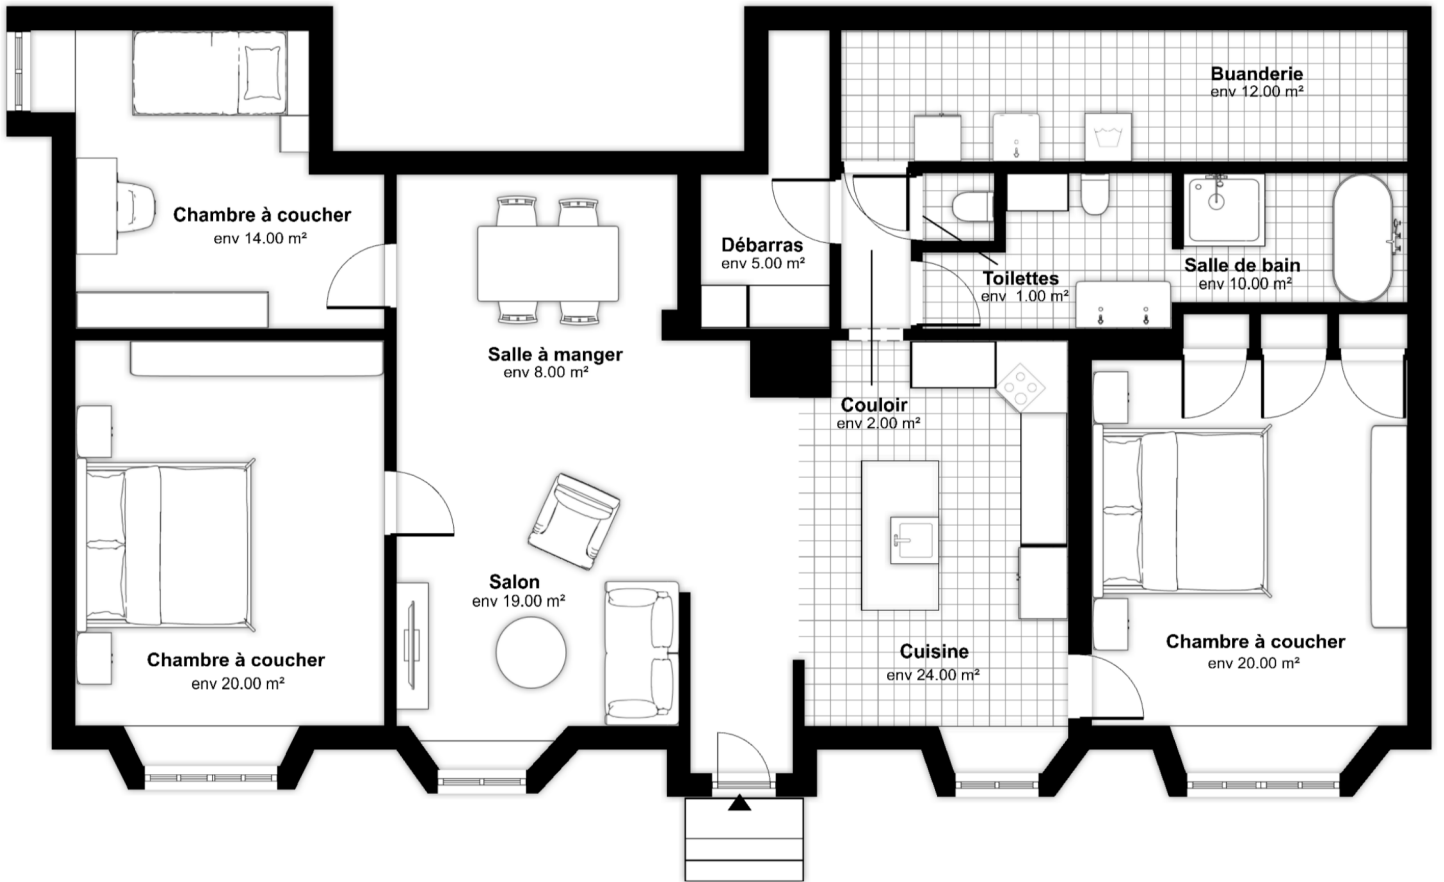 Buanderie
env 12.00 m²
Chambre à coucher
env 14.00 m²
Débarras
env 5.00 m²
Toilettes
env 1.00 m²
Salle de bain
env 10.00 m²
Salle à manger
env 8.00 m²
Couloir
env 2.00 m²
Salon
env 19.00 m²
Chambre à coucher
env 20.00 m²
Cuisine
env 24.00 m²
Chambre à coucher
env 20.00 m²